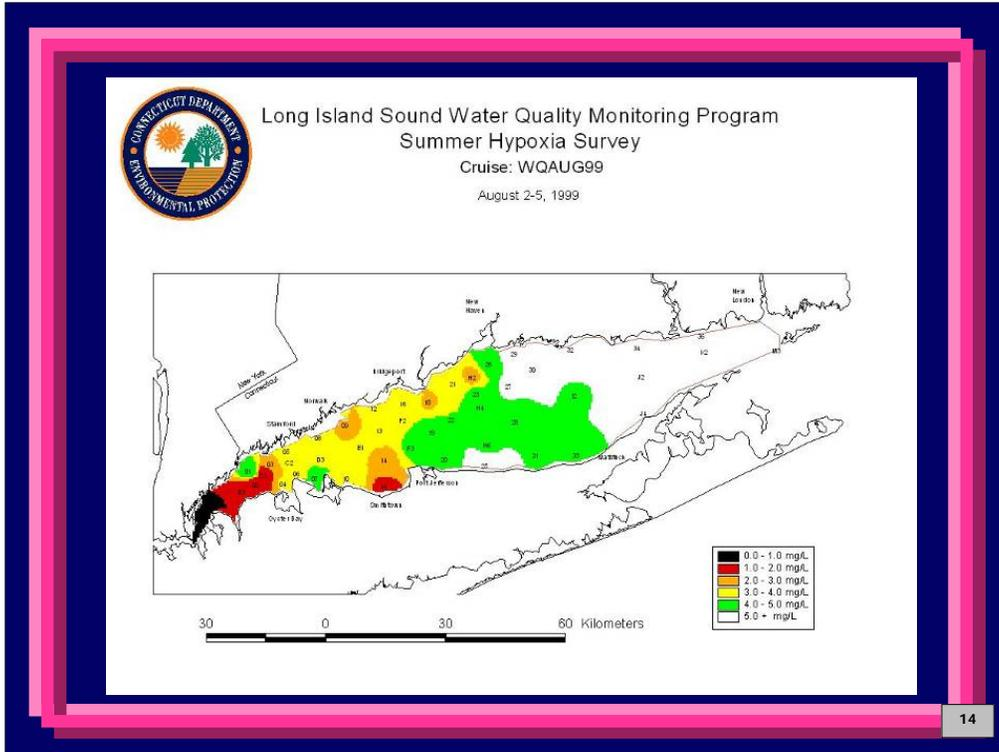 CONNECTICUT DEPARTMENT
ENVIRONMENTAL PROTECTION
Long Island Sound Water Quality Monitoring Program
Summer Hypoxia Survey
Cruise: WQAUG99
August 2-5, 1999
New
Haven
New
London
Bridgeport
New York
Connecticut
Norwalk
Stamford
Mattituck
Port Jefferson
Smithtown
Oyster Bay
0.0 - 1.0 mg/L
1.0 - 2.0 mg/L
2.0 - 3.0 mg/L
3.0 - 4.0 mg/L
4.0 - 5.0 mg/L
5.0 + mg/L
30 0 30 60 Kilometers
14